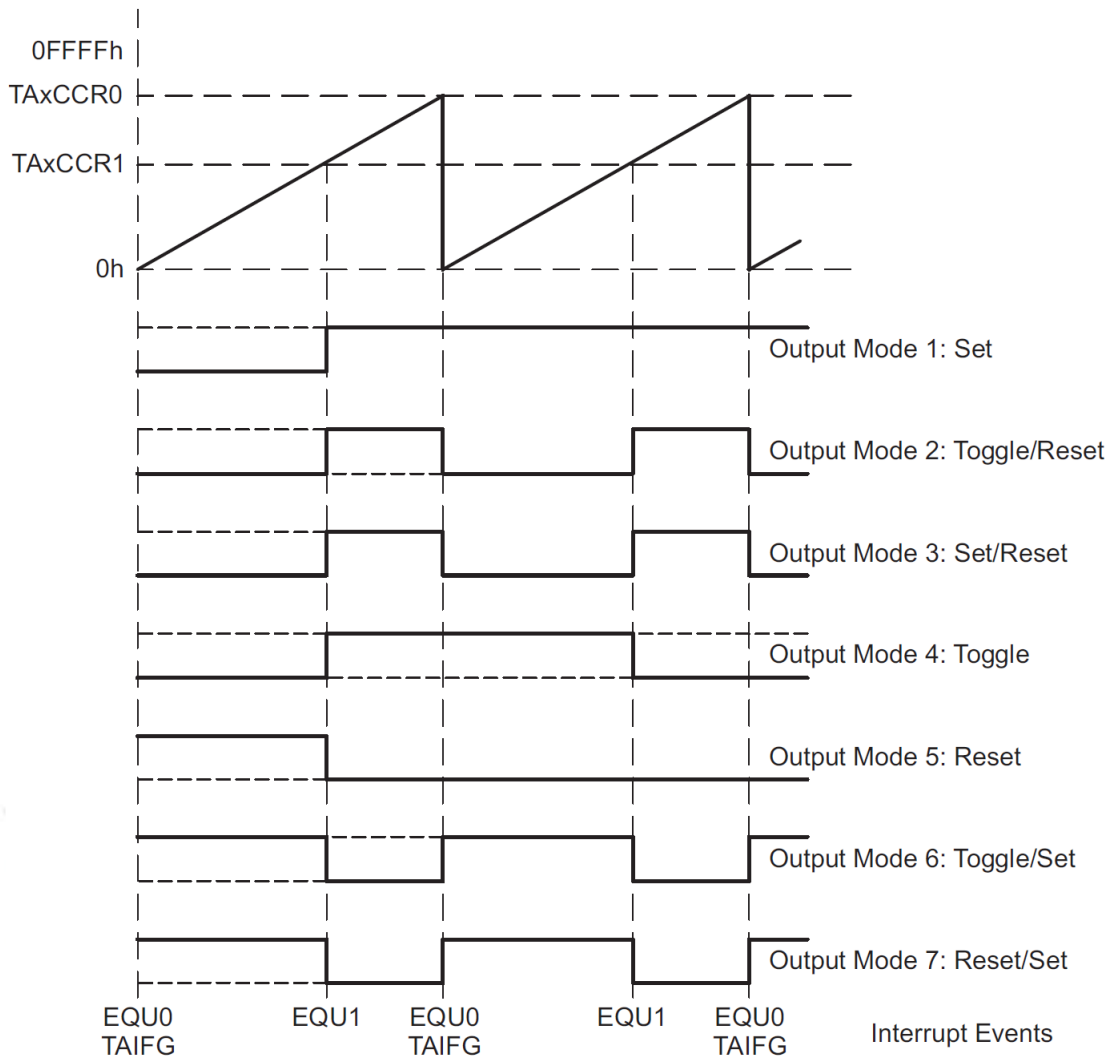 0FFFFh
TAxCCR0
TAxCCR1
0h
Output Mode 1: Set
Output Mode 2: Toggle/Reset
Output Mode 3: Set/Reset
Output Mode 4: Toggle
Output Mode 5: Reset
Output Mode 6: Toggle/Set
Output Mode 7: Reset/Set
EQU0 EQU1 EQU0 EQU1 EQU0
TAIFG TAIFG TAIFG
Interrupt Events